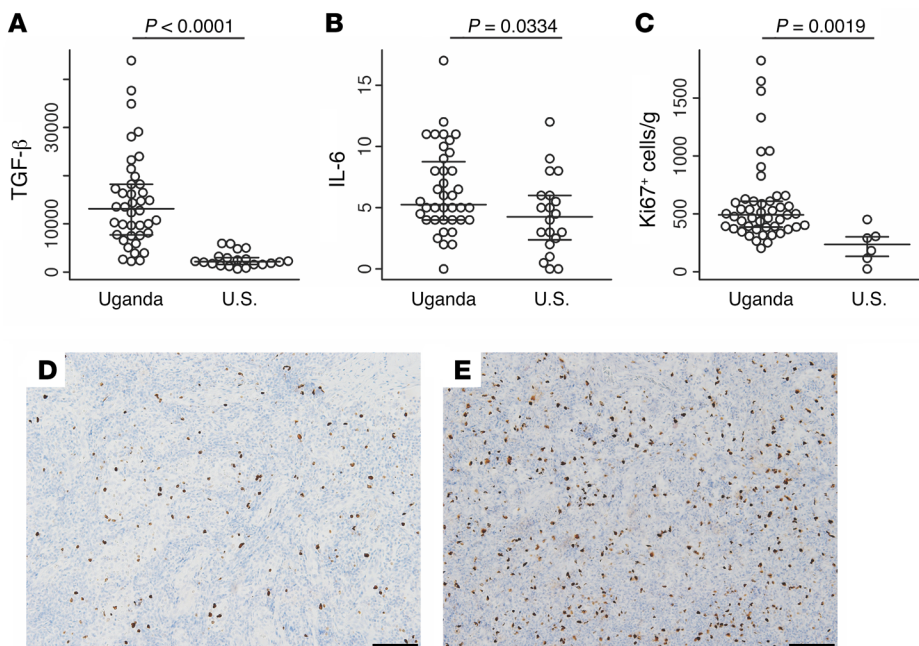 A
P < 0.0001
TGF-β
30000
10000
0
Uganda
U.S.
B
P = 0.0334
IL-6
15
10
5
0
Uganda
U.S.
C
P = 0.0019
Ki67⁺ cells/g
1500
1000
500
0
Uganda
U.S.
D
E